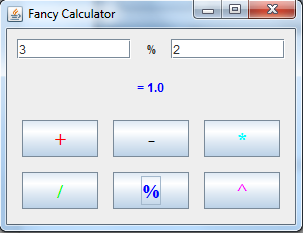 Fancy Calculator
3 % 2
= 1.0
+ - *
/ % ^